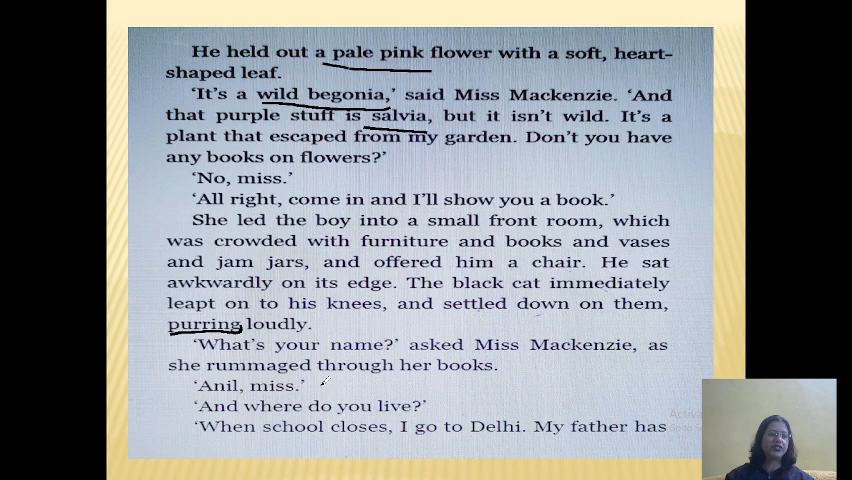 He held out a pale pink flower with a soft, heart-
shaped leaf.
‘It’s a wild begonia,’ said Miss Mackenzie. ‘And
that purple stuff is salvia, but it isn’t wild. It’s a
plant that escaped from my garden. Don’t you have
any books on flowers?’
‘No, miss.’
‘All right, come in and I’ll show you a book.’
She led the boy into a small front room, which
was crowded with furniture and books and vases
and jam jars, and offered him a chair. He sat
awkwardly on its edge. The black cat immediately
leapt on to his knees, and settled down on them,
purring loudly.
‘What’s your name?’ asked Miss Mackenzie, as
she rummaged through her books.
‘Anil, miss.’
‘And where do you live?’
‘When school closes, I go to Delhi. My father has